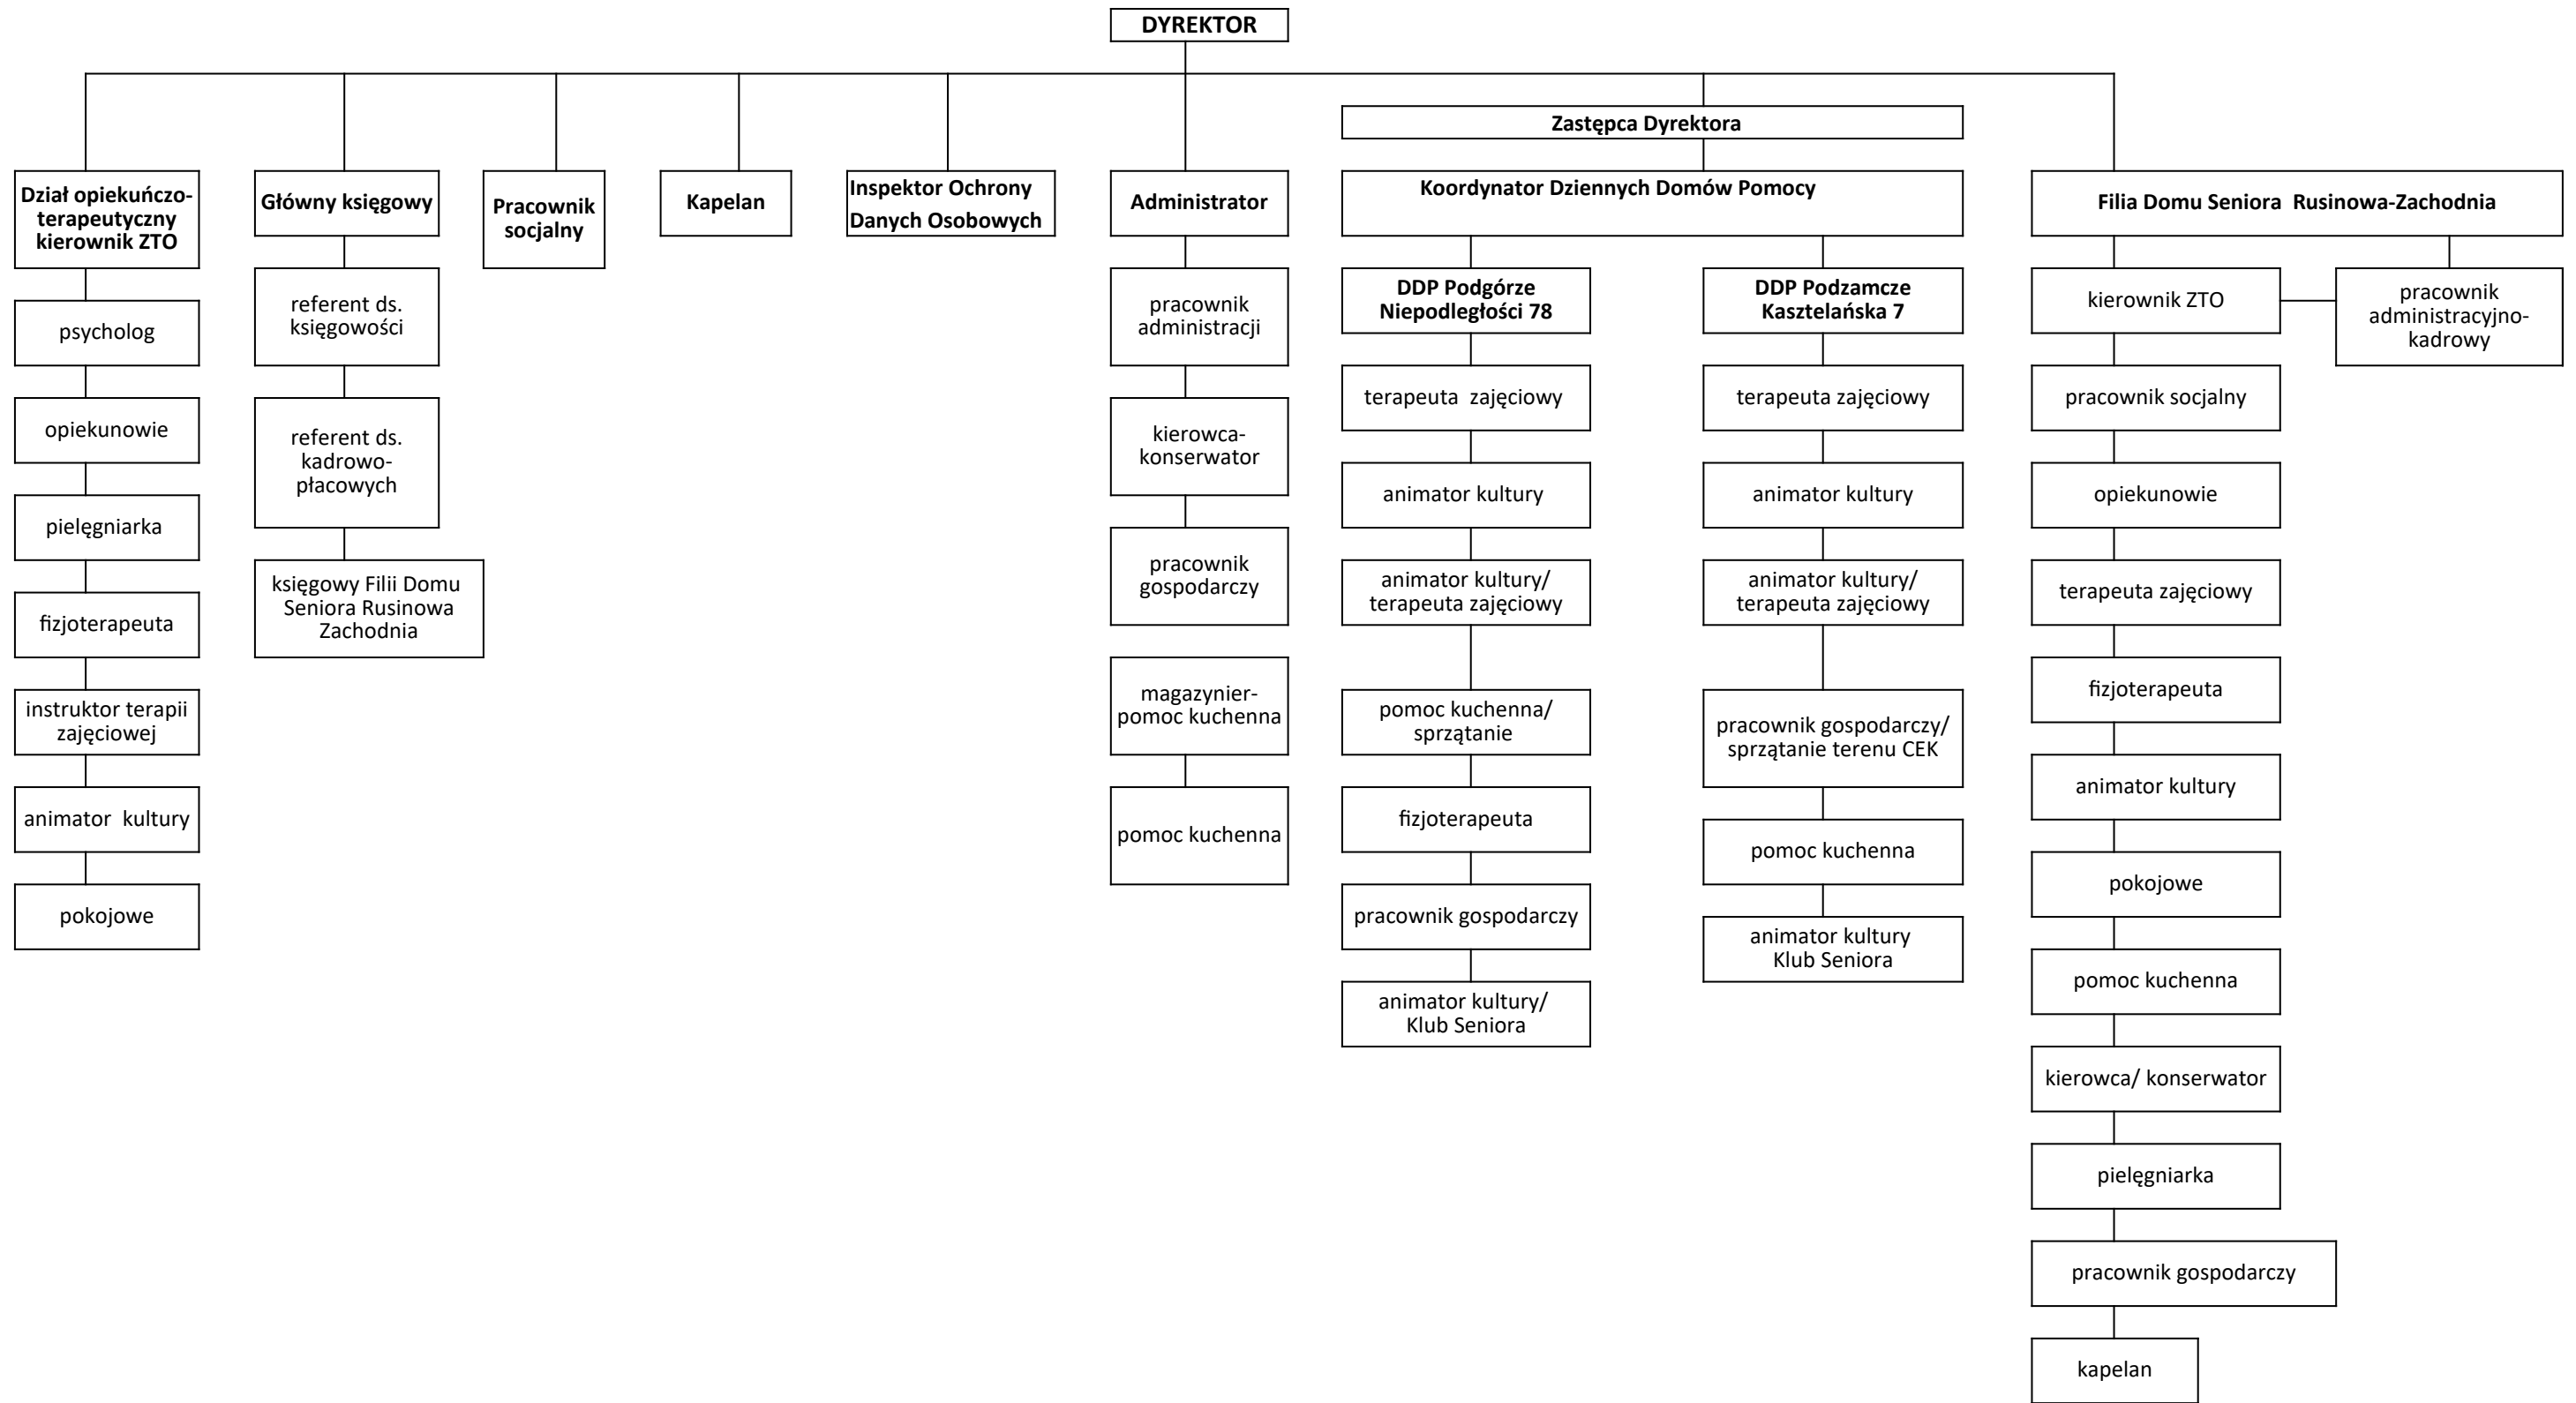 DYREKTOR
Zastępca Dyrektora
Dział opiekuńczo-
terapeutyczny
kierownik ZTO
psycholog
opiekunowie
pielęgniarka
fizjoterapeuta
instruktor terapii
zajęciowej
animator kultury
pokojowe
Główny księgowy
referent ds.
księgowości
referent ds.
kadrowo-
płacowych
księgowy Filii Domu
Seniora Rusinowa
Zachodnia
Pracownik
socjalny
Kapelan
Inspektor Ochrony
Danych Osobowych
Administrator
pracownik
administracji
kierowca-
konserwator
pracownik
gospodarczy
magazynier-
pomoc kuchenna
pomoc kuchenna
Koordynator Dziennych Domów Pomocy
DDP Podgórze
Niepodległości 78
terapeuta zajęciowy
animator kultury
animator kultury/
terapeuta zajęciowy
pomoc kuchenna/
sprzątanie
fizjoterapeuta
pracownik gospodarczy
animator kultury/
Klub Seniora
DDP Podzamcze
Kasztelańska 7
terapeuta zajęciowy
animator kultury
animator kultury/
terapeuta zajęciowy
pracownik gospodarczy/
sprzątanie terenu CEK
pomoc kuchenna
animator kultury
Klub Seniora
Filia Domu Seniora Rusinowa-Zachodnia
kierownik ZTO
pracownik
administracyjno-
kadrowy
pracownik socjalny
opiekunowie
terapeuta zajęciowy
fizjoterapeuta
animator kultury
pokojowe
pomoc kuchenna
kierowca/ konserwator
pielęgniarka
pracownik gospodarczy
kapelan